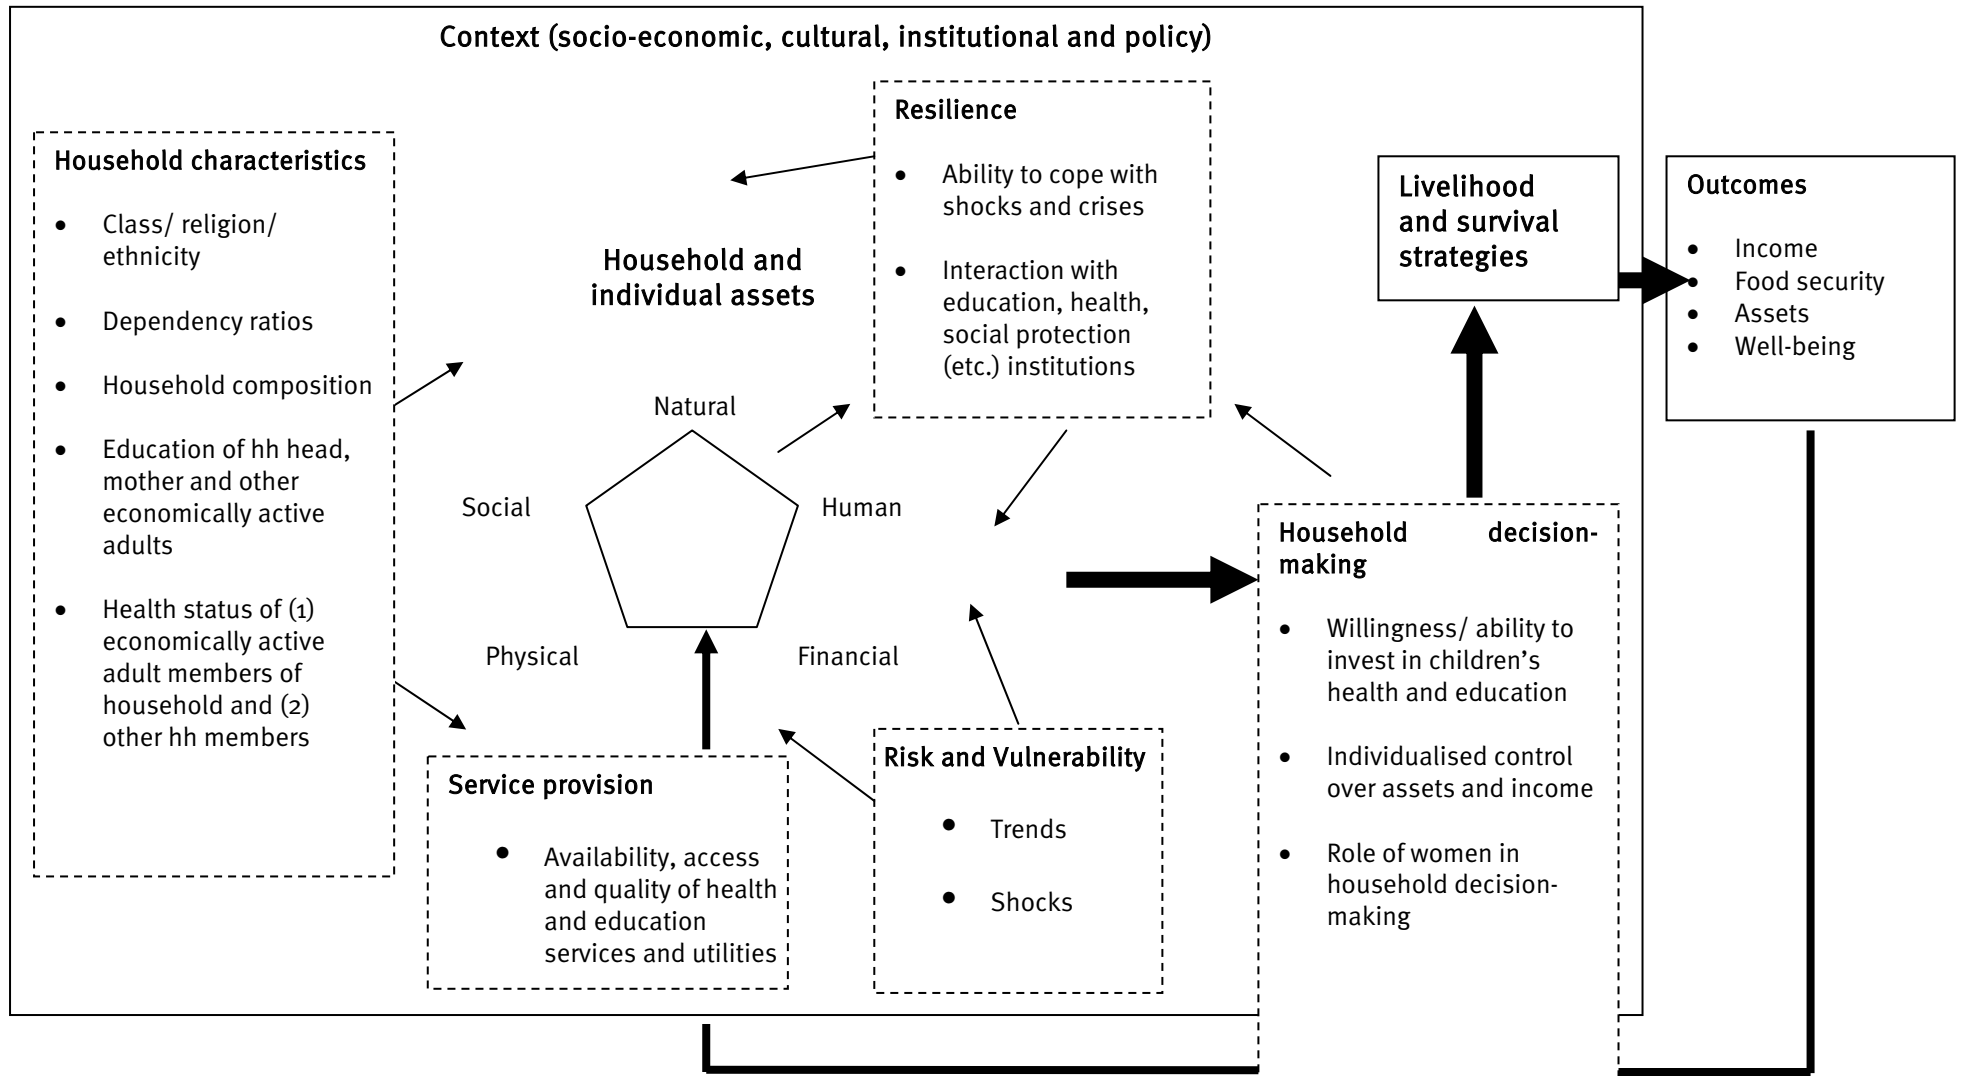 Context (socio-economic, cultural, institutional and policy)
Household characteristics
• Class/ religion/
ethnicity
• Dependency ratios
• Household composition
• Education of hh head,
mother and other
economically active
adults
• Health status of (1)
economically active
adult members of
household and (2)
other hh members
Household and
individual assets
Natural
Social
Human
Physical
Financial
Resilience
• Ability to cope with
shocks and crises
• Interaction with
education, health,
social protection
(etc.) institutions
Service provision
• Availability, access
and quality of health
and education
services and utilities
Risk and Vulnerability
• Trends
• Shocks
Household decision-
making
• Willingness/ ability to
invest in children’s
health and education
• Individualised control
over assets and income
• Role of women in
household decision-
making
Livelihood
and survival
strategies
Outcomes
• Income
• Food security
• Assets
• Well-being